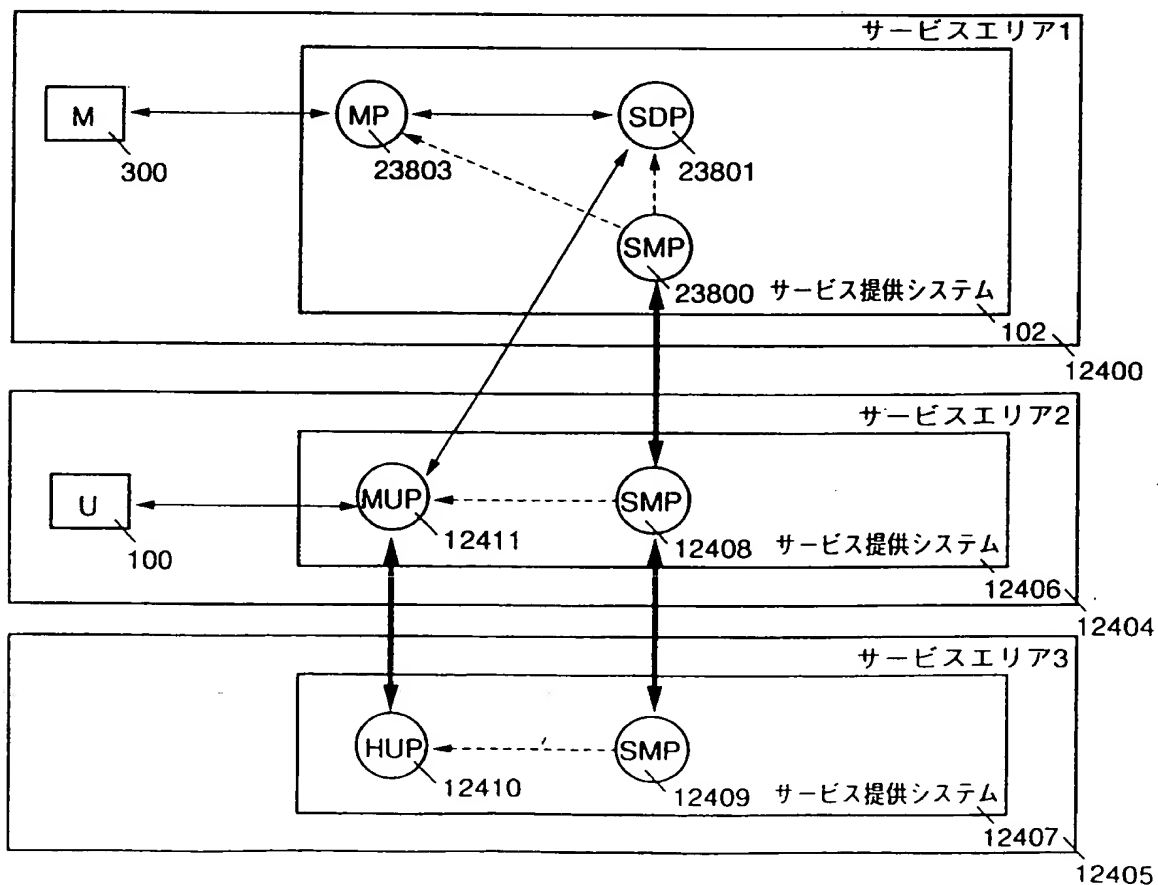 サービスエリア1
M
300
MP
23803
SDP
23801
SMP
23800
サービス提供システム
102
12400
サービスエリア2
U
100
MUP
12411
SMP
12408
サービス提供システム
12406
12404
サービスエリア3
HUP
12410
SMP
12409
サービス提供システム
12407
12405